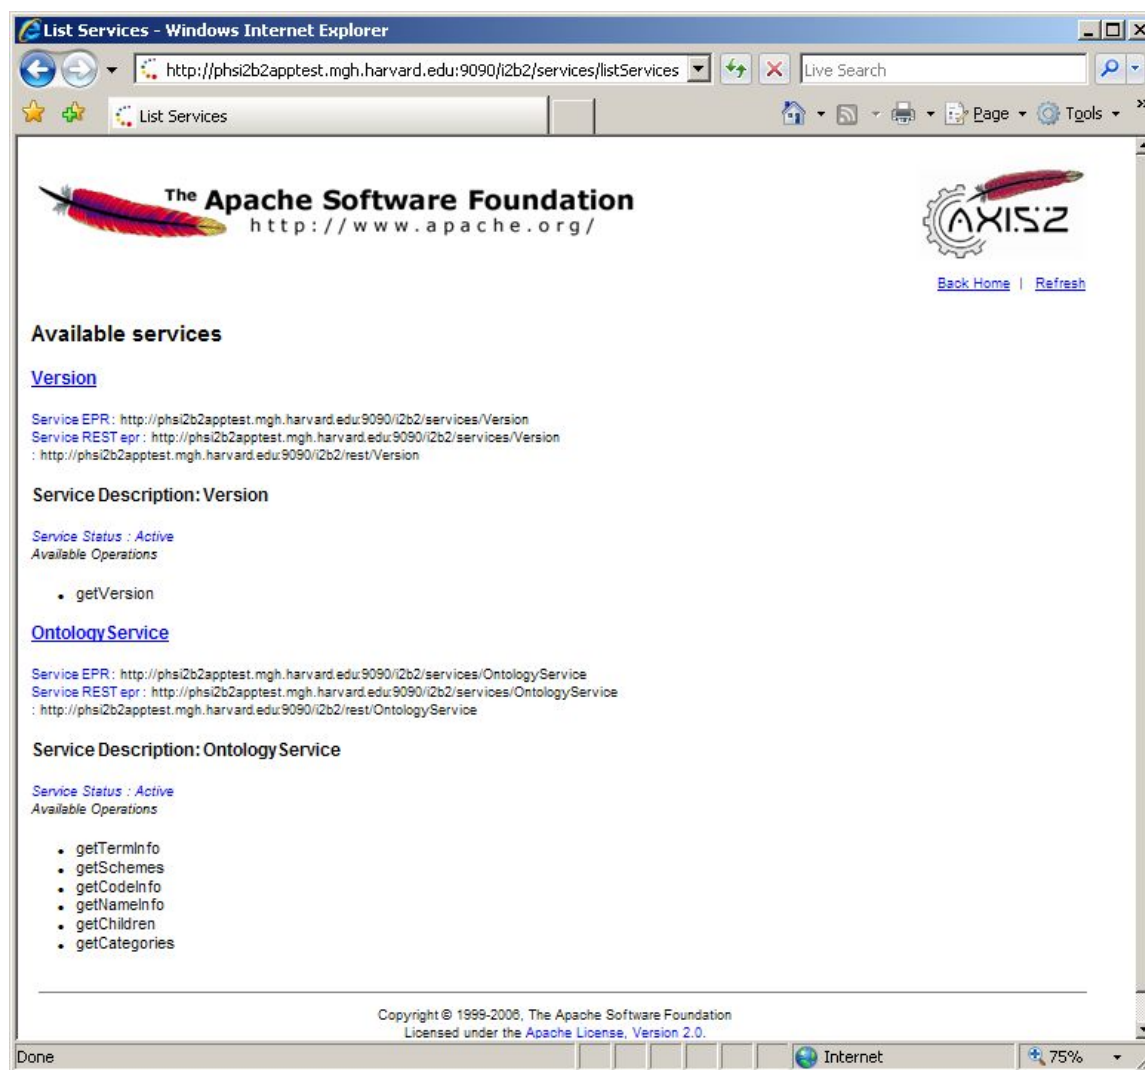 List Services - Windows Internet Explorer
http://phsi2b2apptest.mgh.harvard.edu:9090/i2b2/services/listServices
Live Search
List Services
Page
Tools
The Apache Software Foundation
http://www.apache.org/
AXIS2
Back Home | Refresh
Available services
Version
Service EPR : http://phsi2b2apptest.mgh.harvard.edu:9090/i2b2/services/Version
Service REST epr : http://phsi2b2apptest.mgh.harvard.edu:9090/i2b2/services/Version
: http://phsi2b2apptest.mgh.harvard.edu:9090/i2b2/rest/Version
Service Description: Version
Service Status : Active
Available Operations
• getVersion
OntologyService
Service EPR : http://phsi2b2apptest.mgh.harvard.edu:9090/i2b2/services/OntologyService
Service REST epr : http://phsi2b2apptest.mgh.harvard.edu:9090/i2b2/services/OntologyService
: http://phsi2b2apptest.mgh.harvard.edu:9090/i2b2/rest/OntologyService
Service Description: OntologyService
Service Status : Active
Available Operations
• getTermInfo
• getSchemes
• getCodeInfo
• getNameInfo
• getChildren
• getCategories
Copyright © 1999-2006, The Apache Software Foundation
Licensed under the Apache License, Version 2.0.
Done
Internet
75%